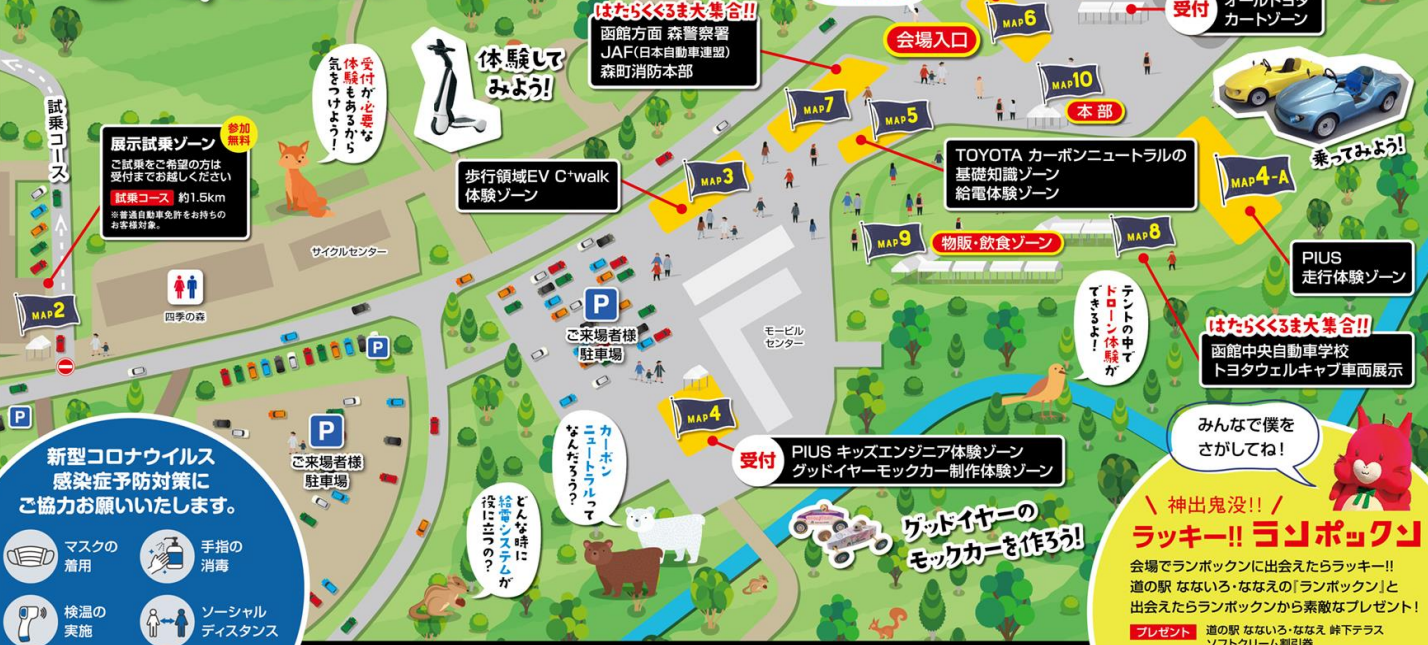 はたらくくるま大集合!!
函館方面 森警察署
JAF(日本自動車連盟)
森町消防本部
会場入口
MAP6
受付
オールトヨタ
カートゾーン
体験して
みよう!
受付が必要な
体験もあるから
気をつけよう!
試乗コース
展示試乗ゾーン
参加
無料
ご試乗をご希望の方は
受付までお越しください
試乗コース 約1.5km
※普通自動車免許をお持ちの
お客様対象。
MAP7
MAP5
MAP10
本部
乗ってみよう!
歩行領域EV C⁺walk
体験ゾーン
MAP3
TOYOTA カーボンニュートラルの
基礎知識ゾーン
給電体験ゾーン
MAP4-A
サイクルセンター
MAP9
物販・飲食ゾーン
MAP8
PIUS
走行体験ゾーン
MAP2
四季の森
P
ご来場者様
駐車場
モービル
センター
テントの中で
ドローン体験が
できるよ!
はたらくくるま大集合!!
函館中央自動車学校
トヨタウェルキャブ車両展示
P
P
P
ご来場者様
駐車場
MAP4
受付
PIUS キッズエンジニア体験ゾーン
グッドイヤーモックカー制作体験ゾーン
カーボン
ニュートラルって
なんだろう?
どんな時に
給電システムが
役に立つの?
グッドイヤーの
モックカーを作ろう!
新型コロナウイルス
感染症予防対策に
ご協力お願いいたします。
マスクの
着用
手指の
消毒
検温の
実施
ソーシャル
ディスタンス
みんなで僕を
さがしてね!
神出鬼没!!
ラッキー!! ランポックン
会場でランポックンに出会えたらラッキー!!
道の駅 なないろ・ななえの『ランポックン』と
出会えたらランポックンから素敵なプレゼント!
プレゼント 道の駅 なないろ・ななえ 峠下テラス
ソフトクリーム割引券